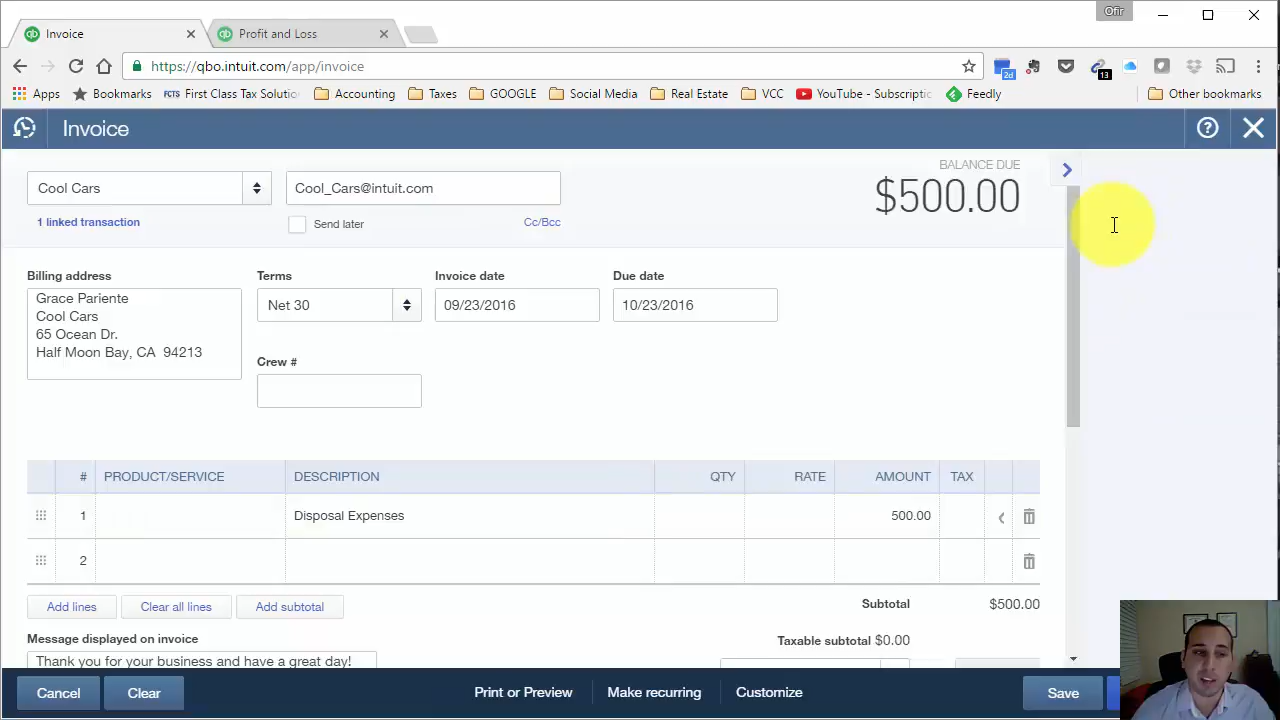 Ofir
Invoice
Profit and Loss
https://qbo.intuit.com/app/invoice
2d
13
Apps
Bookmarks
FCTS First Class Tax Solutio
Accounting
Taxes
GOOGLE
Social Media
Real Estate
VCC
YouTube - Subscriptic
Feedly
Other bookmarks
Invoice
Cool Cars
Cool_Cars@intuit.com
BALANCE DUE
$500.00
1 linked transaction
Send later
Cc/Bcc
Billing address
Terms
Invoice date
Due date
Grace Pariente
Cool Cars
65 Ocean Dr.
Half Moon Bay, CA 94213
Net 30
09/23/2016
10/23/2016
Crew #
# PRODUCT/SERVICE DESCRIPTION QTY RATE AMOUNT TAX
1 Disposal Expenses 500.00
2
Add lines
Clear all lines
Add subtotal
Subtotal $500.00
Message displayed on invoice
Taxable subtotal $0.00
Thank you for your business and have a great day!
Cancel
Clear
Print or Preview
Make recurring
Customize
Save